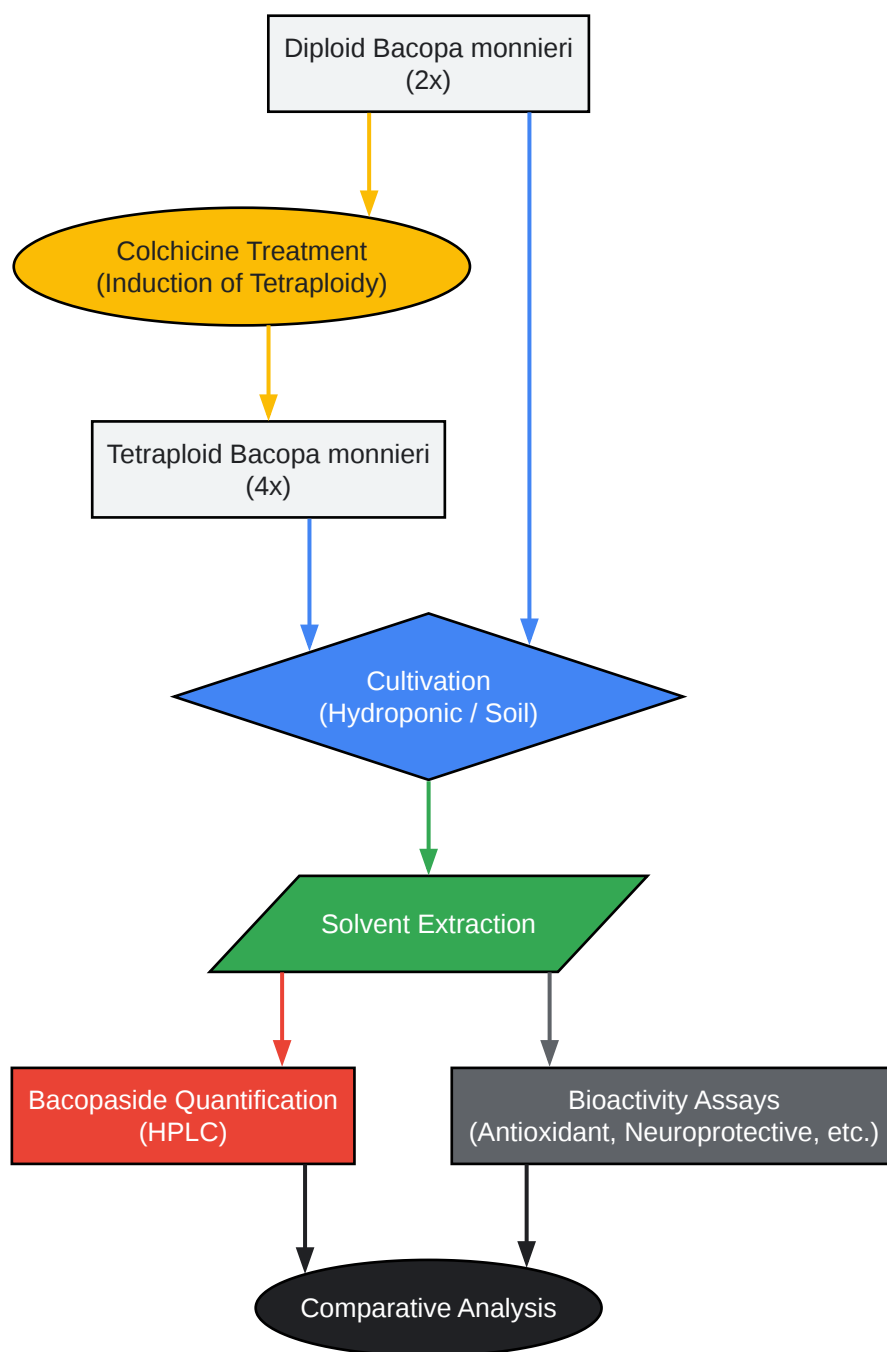 Diploid Bacopa monnieri
(2x)
Colchicine Treatment
(Induction of Tetraploidy)
Tetraploid Bacopa monnieri
(4x)
Cultivation
(Hydroponic / Soil)
Solvent Extraction
Bacopaside Quantification
(HPLC)
Bioactivity Assays
(Antioxidant, Neuroprotective, etc.)
Comparative Analysis